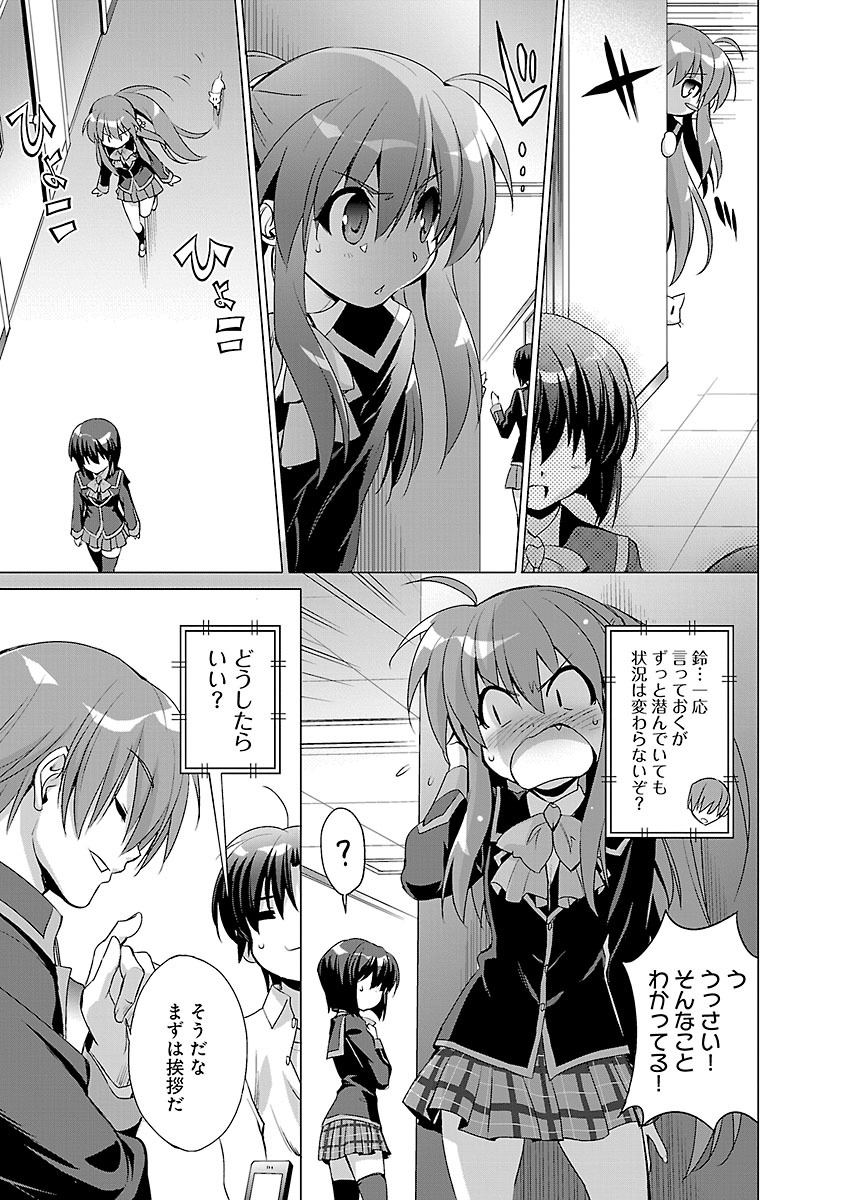 ジ…
ひょこ
ひょこ
鈴…一応
言っておくが
ずっと潜んでいても
状況は変わらないぞ？
う
うっさい！
そんなこと
わかってる！
？
どうしたら
いい？
そうだな
まずは挨拶だ